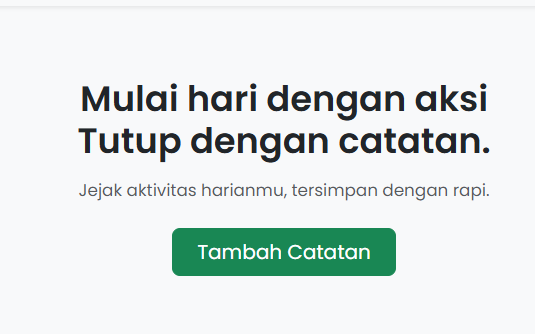 Mulai hari dengan aksi
Tutup dengan catatan.
Jejak aktivitas harianmu, tersimpan dengan rapi.
Tambah Catatan